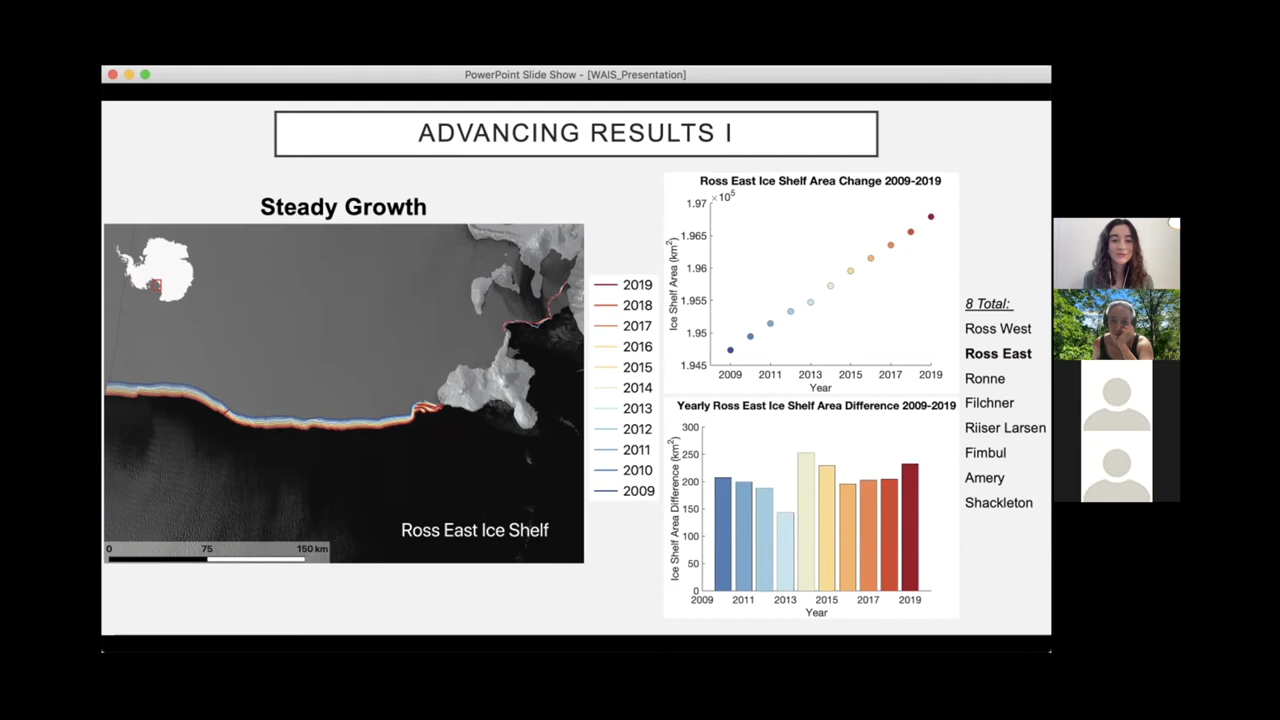 PowerPoint Slide Show - [WAIS_Presentation]
ADVANCING RESULTS I
Steady Growth
Ross East Ice Shelf
0 75 150 km
2019
2018
2017
2016
2015
2014
2013
2012
2011
2010
2009
Ross East Ice Shelf Area Change 2009-2019
×10⁵
1.97
1.965
1.96
1.955
1.95
1.945
Ice Shelf Area (km²)
2009 2011 2013 2015 2017 2019
Year
Yearly Ross East Ice Shelf Area Difference 2009-2019
300
250
200
150
100
50
0
Ice Shelf Area Difference (km²)
2009 2011 2013 2015 2017 2019
Year
8 Total:
Ross West
Ross East
Ronne
Filchner
Riiser Larsen
Fimbul
Amery
Shackleton